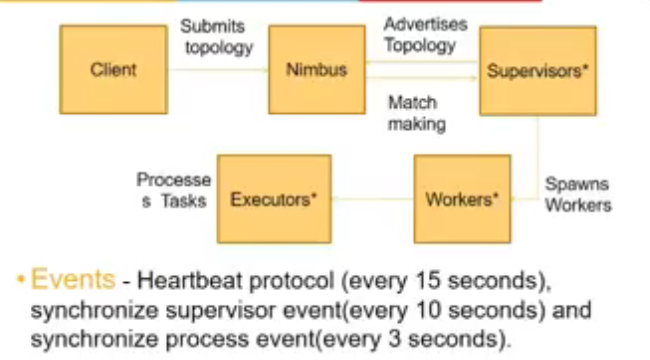 Submits
topology
Advertises
Topology
Client
Nimbus
Supervisors*
Match
making
Processe
s Tasks
Executors*
Workers*
Spawns
Workers
• Events - Heartbeat protocol (every 15 seconds),
synchronize supervisor event(every 10 seconds) and
synchronize process event(every 3 seconds).